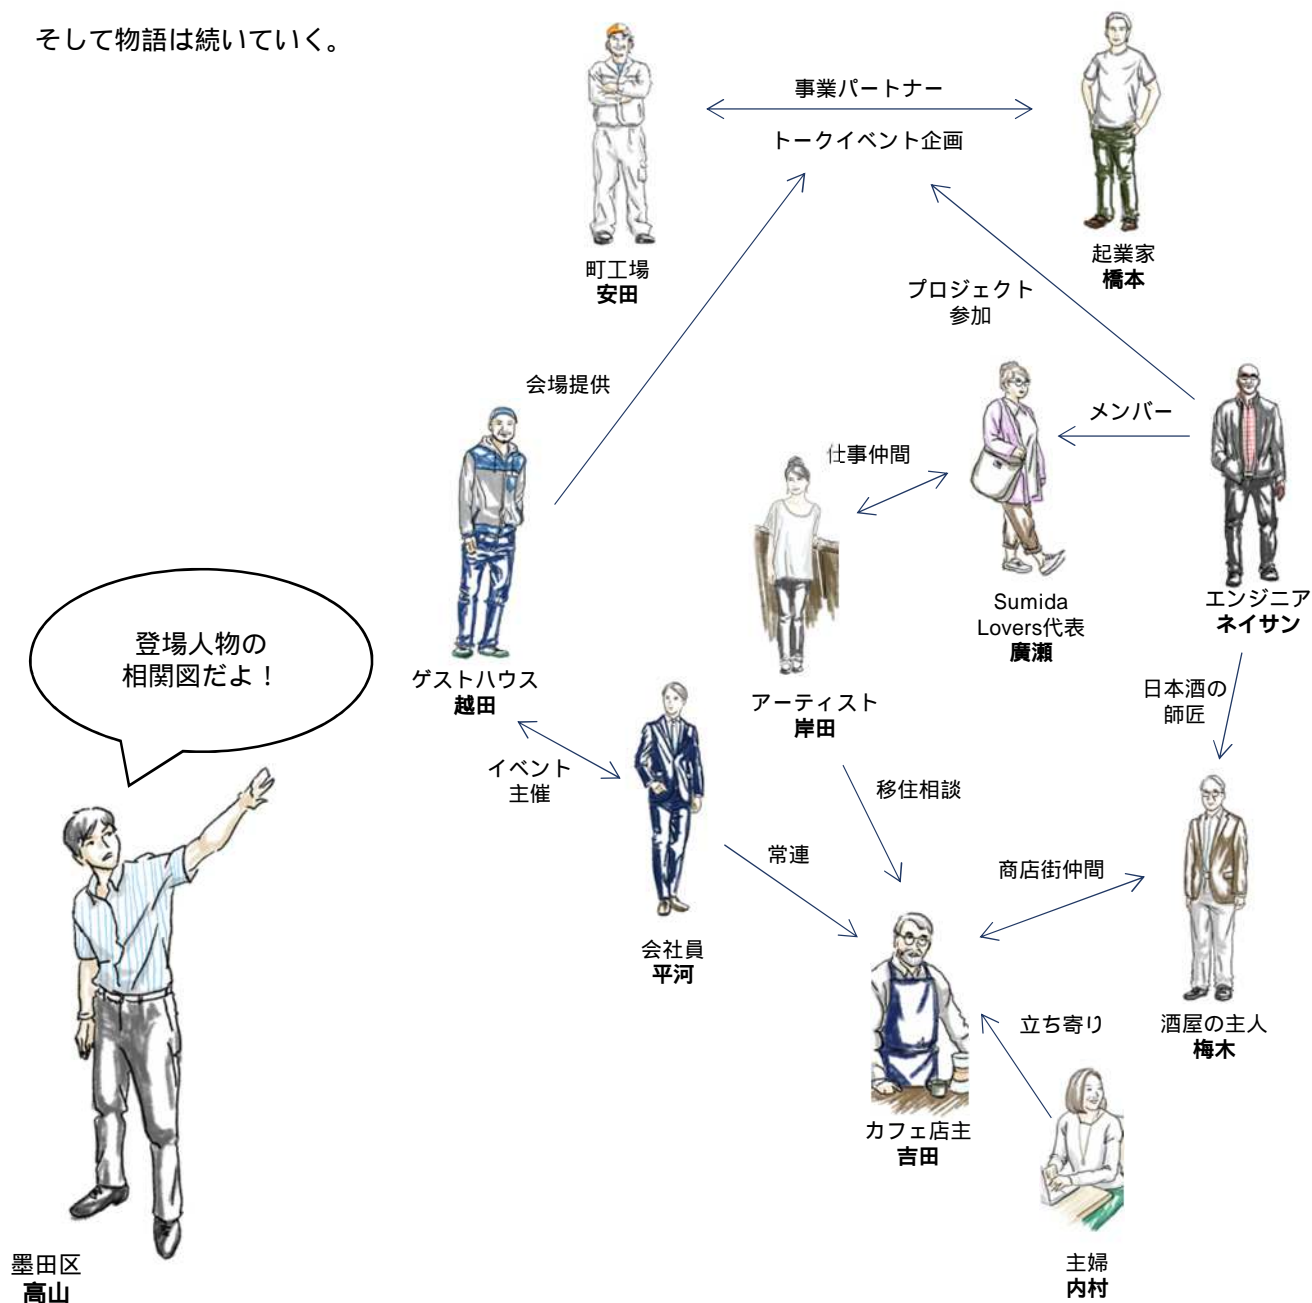 そして物語は続いていく。
事業パートナー
トークイベント企画
町工場
安田
起業家
橋本
プロジェクト
参加
会場提供
メンバー
仕事仲間
Sumida
Lovers代表
廣瀬
エンジニア
ネイサン
登場人物の
相関図だよ！
ゲストハウス
越田
アーティスト
岸田
日本酒の
師匠
イベント
主催
移住相談
常連
商店街仲間
会社員
平河
立ち寄り
酒屋の主人
梅木
カフェ店主
吉田
墨田区
高山
主婦
内村